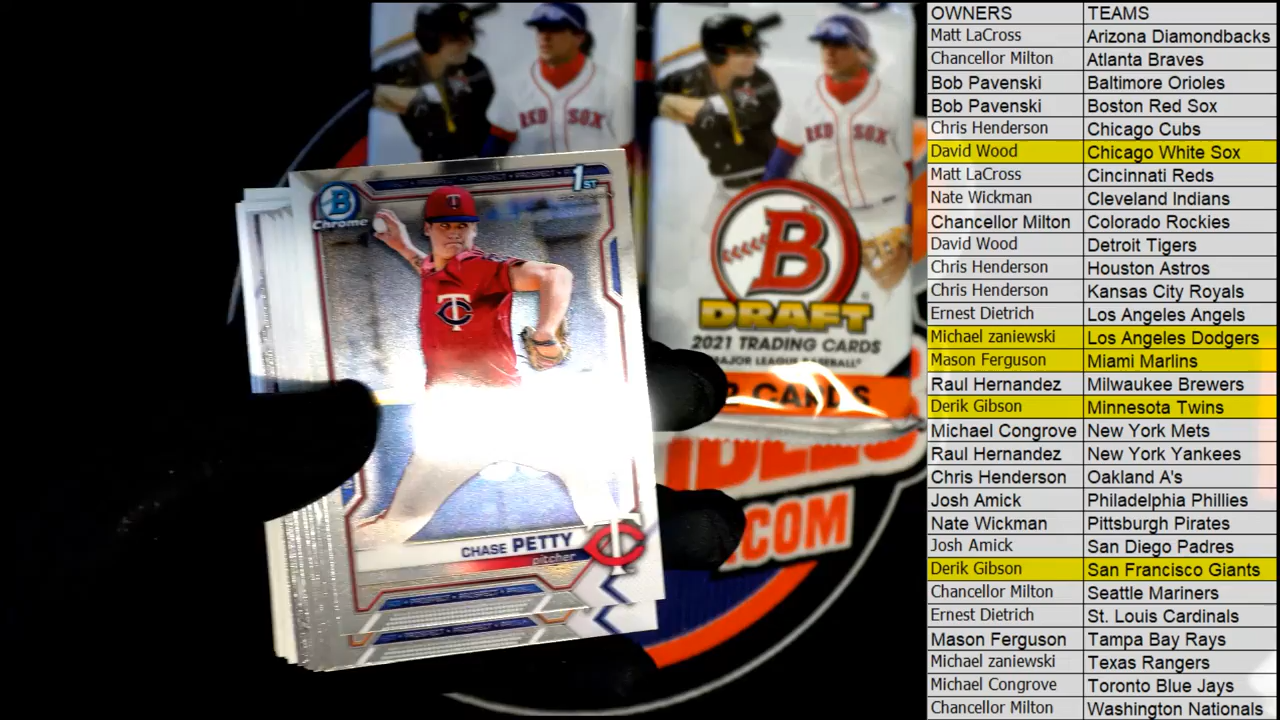 B
Chrome
PROSPECT
1ST
CHASE PETTY
pitcher
RED SOX
RED SOX
B
DRAFT
2021 TRADING CARDS
MAJOR LEAGUE BASEBALL
CARDS
.COM
OWNERS TEAMS
Matt LaCross Arizona Diamondbacks
Chancellor Milton Atlanta Braves
Bob Pavenski Baltimore Orioles
Bob Pavenski Boston Red Sox
Chris Henderson Chicago Cubs
David Wood Chicago White Sox
Matt LaCross Cincinnati Reds
Nate Wickman Cleveland Indians
Chancellor Milton Colorado Rockies
David Wood Detroit Tigers
Chris Henderson Houston Astros
Chris Henderson Kansas City Royals
Ernest Dietrich Los Angeles Angels
Michael zaniewski Los Angeles Dodgers
Mason Ferguson Miami Marlins
Raul Hernandez Milwaukee Brewers
Derik Gibson Minnesota Twins
Michael Congrove New York Mets
Raul Hernandez New York Yankees
Chris Henderson Oakland A's
Josh Amick Philadelphia Phillies
Nate Wickman Pittsburgh Pirates
Josh Amick San Diego Padres
Derik Gibson San Francisco Giants
Chancellor Milton Seattle Mariners
Ernest Dietrich St. Louis Cardinals
Mason Ferguson Tampa Bay Rays
Michael zaniewski Texas Rangers
Michael Congrove Toronto Blue Jays
Chancellor Milton Washington Nationals